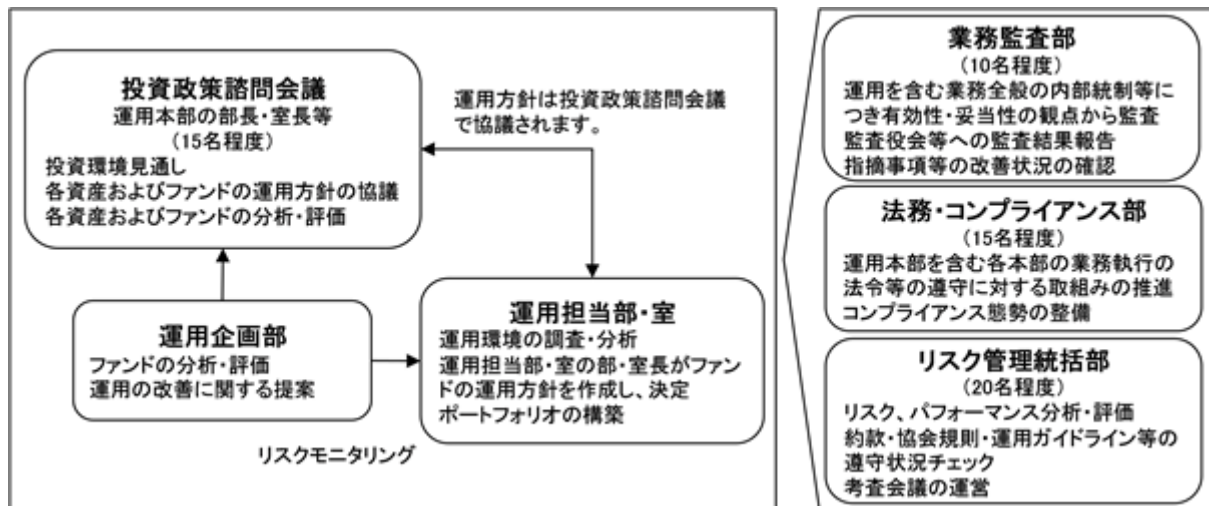 投資政策諮問会議
運用本部の部長・室長等
(15名程度)
投資環境見通し
各資産およびファンドの運用方針の協議
各資産およびファンドの分析・評価
運用方針は投資政策諮問会議
で協議されます。
運用企画部
ファンドの分析・評価
運用の改善に関する提案
運用担当部・室
運用環境の調査・分析
運用担当部・室の部・室長がファン
ドの運用方針を作成し、決定
ポートフォリオの構築
リスクモニタリング
業務監査部
(10名程度)
運用を含む業務全般の内部統制等に
つき有効性・妥当性の観点から監査
監査役会等への監査結果報告
指摘事項等の改善状況の確認
法務・コンプライアンス部
(15名程度)
運用本部を含む各本部の業務執行の
法令等の遵守に対する取組みの推進
コンプライアンス態勢の整備
リスク管理統括部
(20名程度)
リスク、パフォーマンス分析・評価
約款・協会規則・運用ガイドライン等の
遵守状況チェック
考査会議の運営